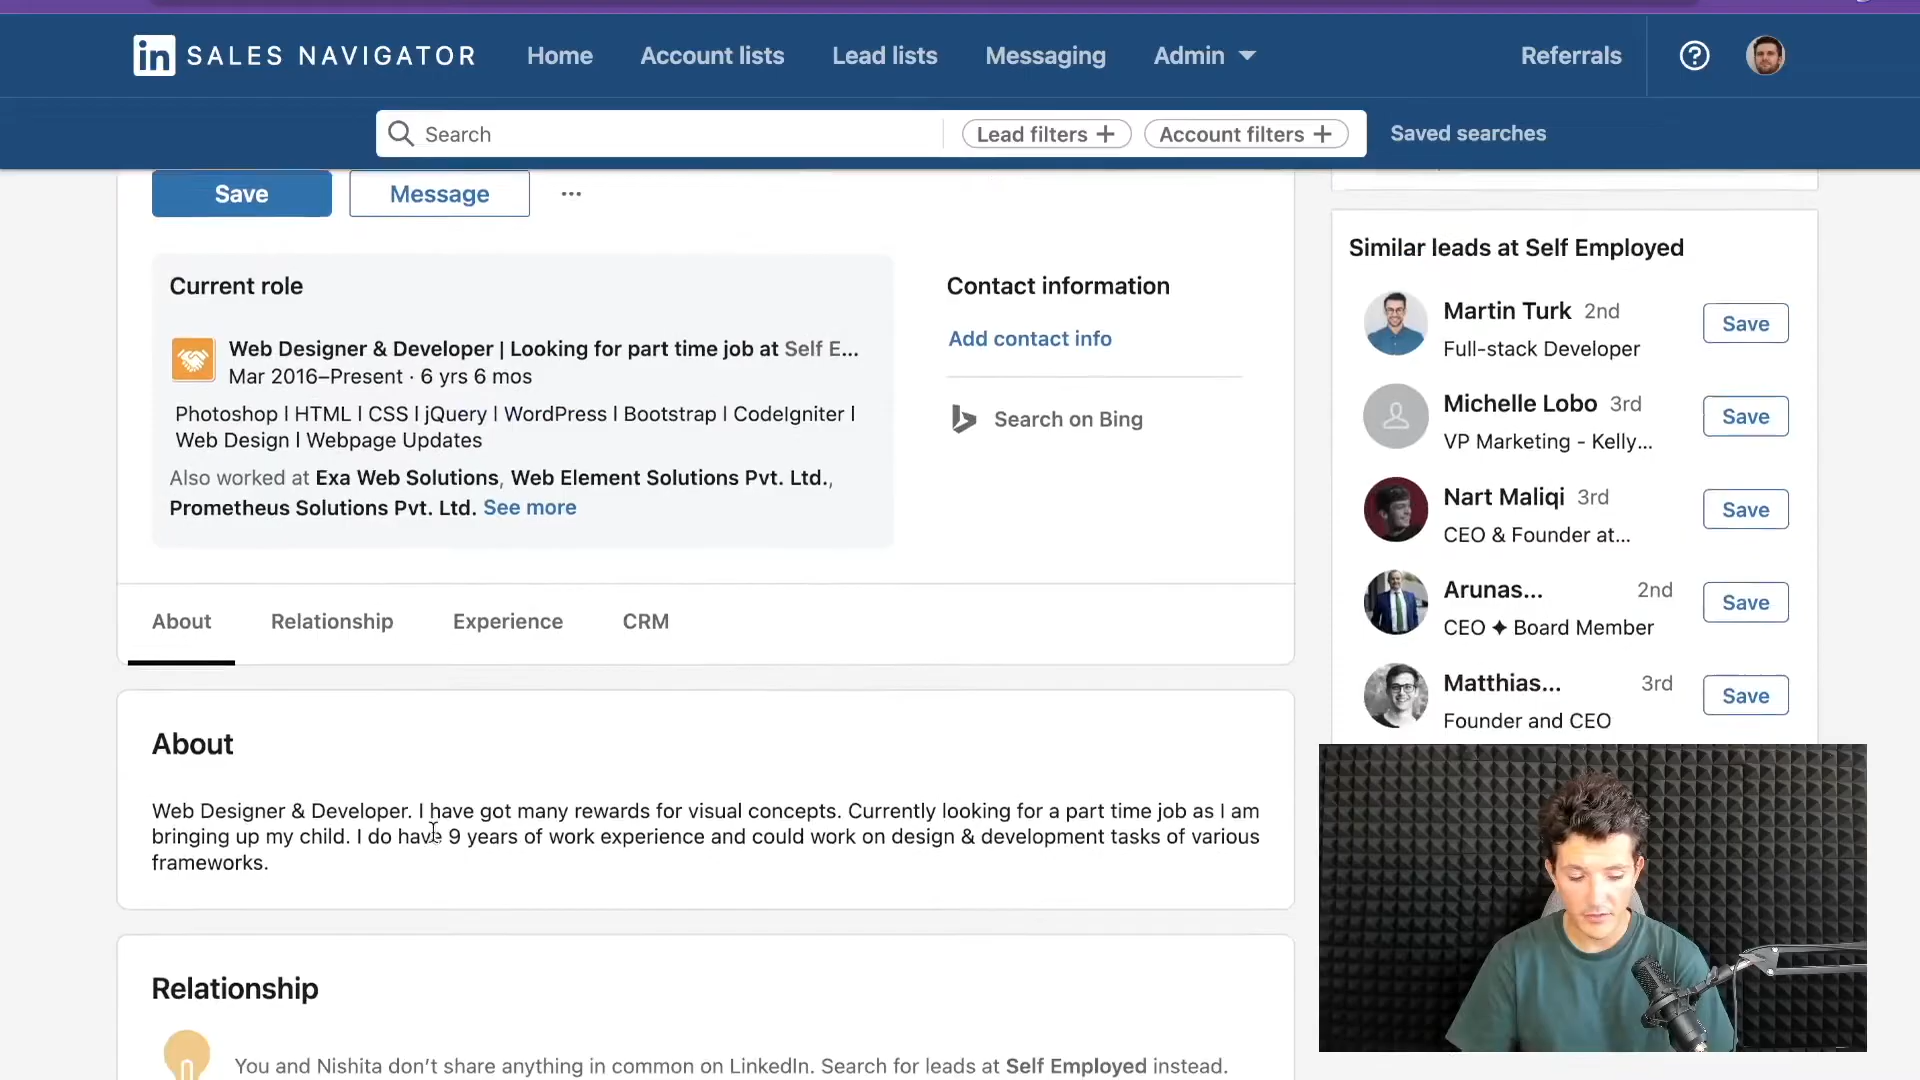 in SALES NAVIGATOR Home Account lists Lead lists Messaging Admin Referrals
Search Lead filters + Account filters + Saved searches
Save Message ...
Current role
Web Designer & Developer | Looking for part time job at Self E...
Mar 2016–Present · 6 yrs 6 mos
Photoshop l HTML l CSS l jQuery l WordPress l Bootstrap l CodeIgniter l
Web Design l Webpage Updates
Also worked at Exa Web Solutions, Web Element Solutions Pvt. Ltd.,
Prometheus Solutions Pvt. Ltd. See more
Contact information
Add contact info
Search on Bing
Similar leads at Self Employed
Martin Turk 2nd
Full-stack Developer
Save
Michelle Lobo 3rd
VP Marketing - Kelly...
Save
Nart Maliqi 3rd
CEO & Founder at...
Save
Arunas... 2nd
CEO ✦ Board Member
Save
Matthias... 3rd
Founder and CEO
Save
About Relationship Experience CRM
About
Web Designer & Developer. I have got many rewards for visual concepts. Currently looking for a part time job as I am
bringing up my child. I do have 9 years of work experience and could work on design & development tasks of various
frameworks.
Relationship
You and Nishita don’t share anything in common on LinkedIn. Search for leads at Self Employed instead.